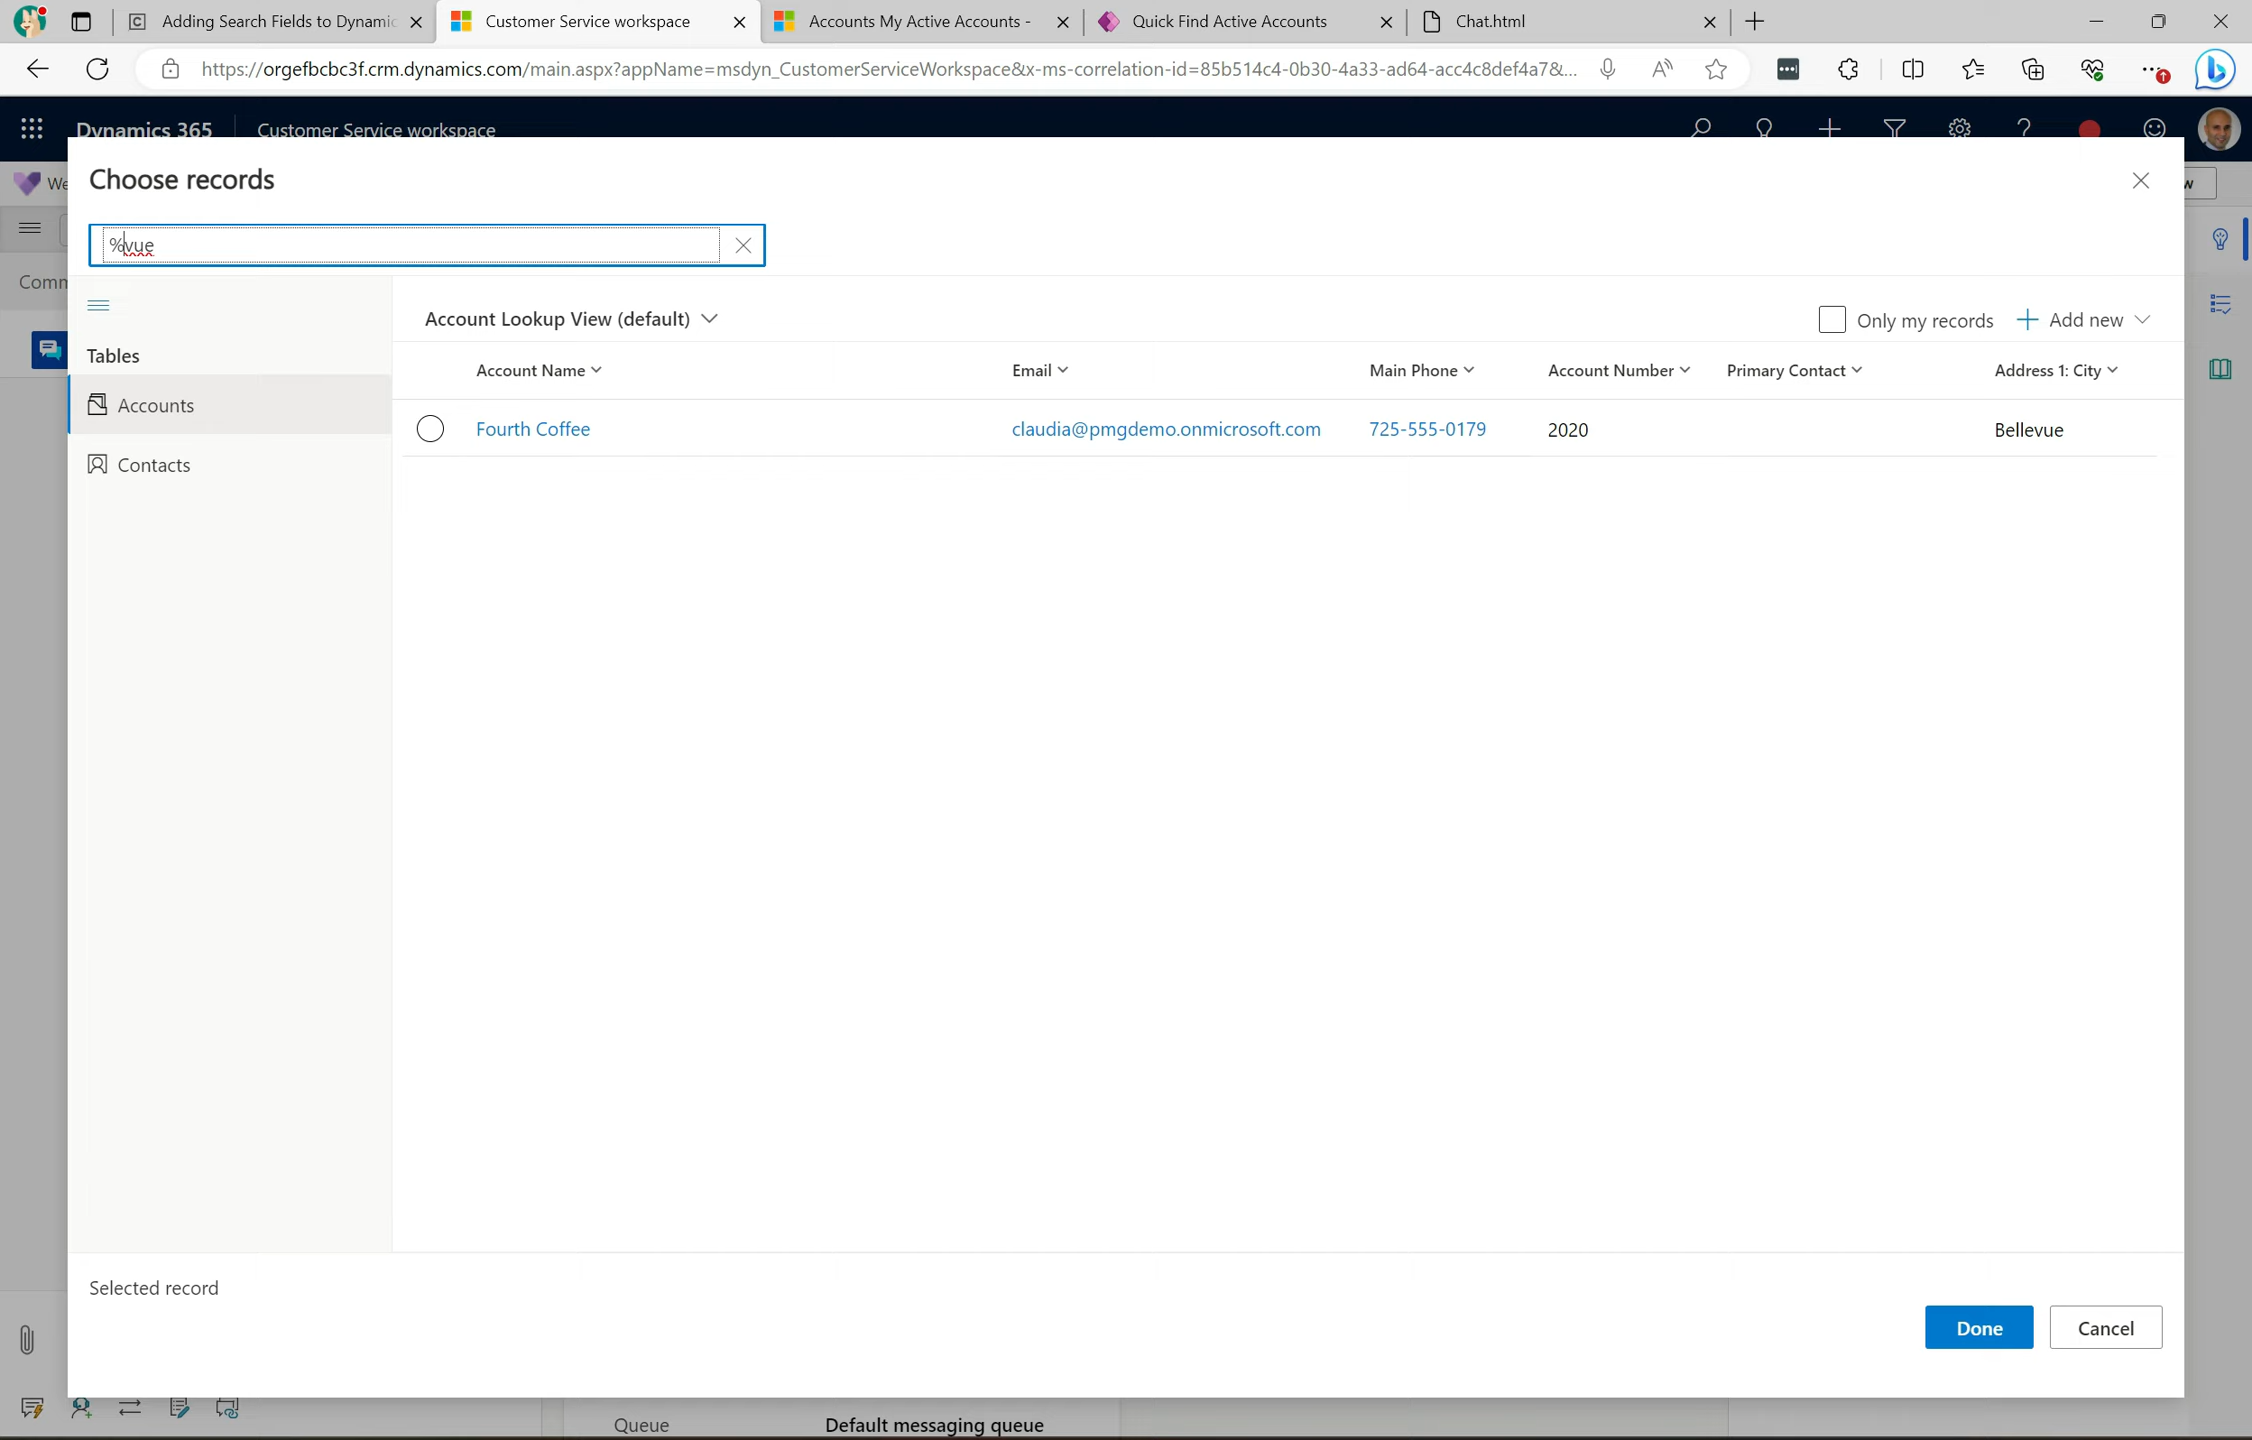 Adding Search Fields to Dynamic
Customer Service workspace
Accounts My Active Accounts -
Quick Find Active Accounts
Chat.html
https://orgefbcbc3f.crm.dynamics.com/main.aspx?appName=msdyn_CustomerServiceWorkspace&x-ms-correlation-id=85b514c4-0b30-4a33-ad64-acc4c8def4a7&...
Dynamics 365
Customer Service workspace
We
Choose records
w
%vue
Comm
Account Lookup View (default)
Only my records
Add new
Tables
Account Name
Email
Main Phone
Account Number
Primary Contact
Address 1: City
Accounts
Fourth Coffee
claudia@pmgdemo.onmicrosoft.com
725-555-0179
2020
Bellevue
Contacts
Selected record
Done
Cancel
Queue
Default messaging queue